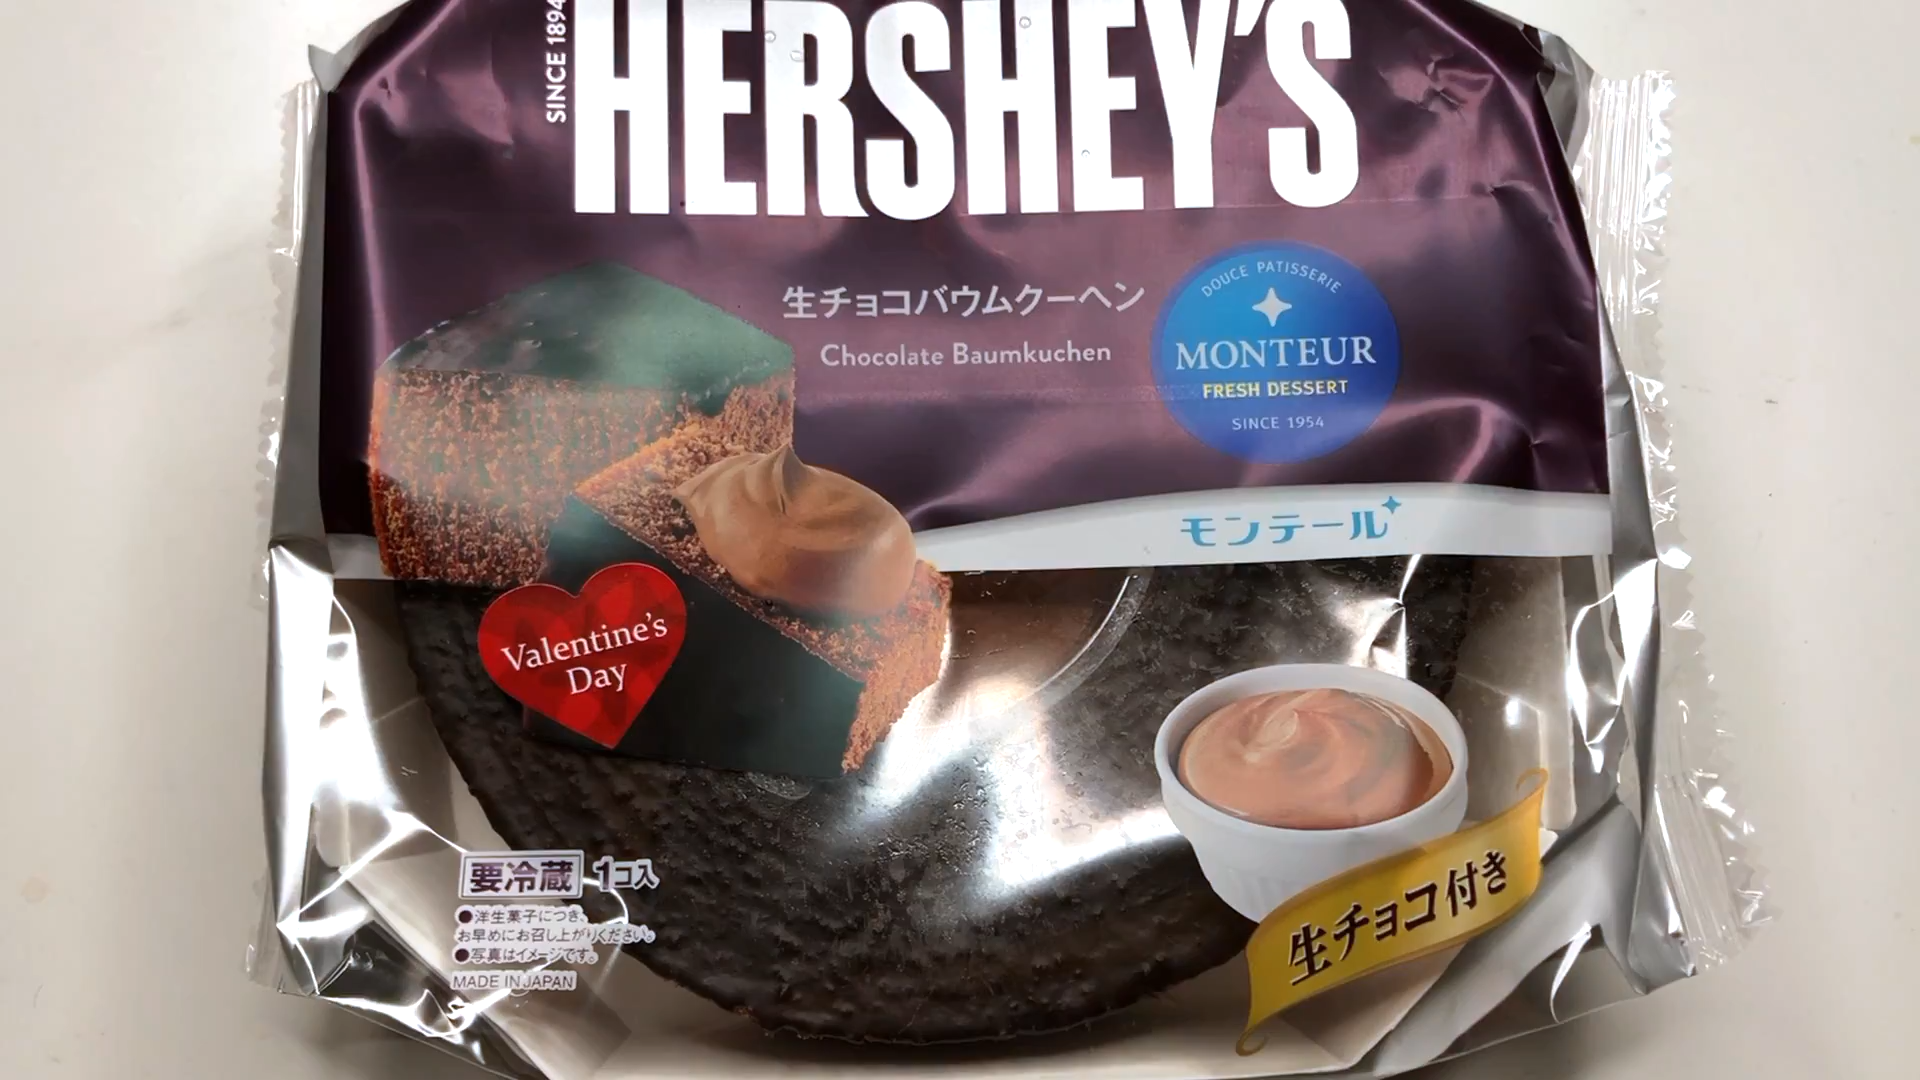 SINCE 1894
HERSHEY'S
生チョコバウムクーヘン
Chocolate Baumkuchen
DOUCE PATISSERIE
MONTEUR
FRESH DESSERT
SINCE 1954
モンテール
Valentine's
Day
要冷蔵 1コ入
●洋生菓子につき、
お早めにお召し上がりください。
●写真はイメージです。
MADE IN JAPAN
生チョコ付き